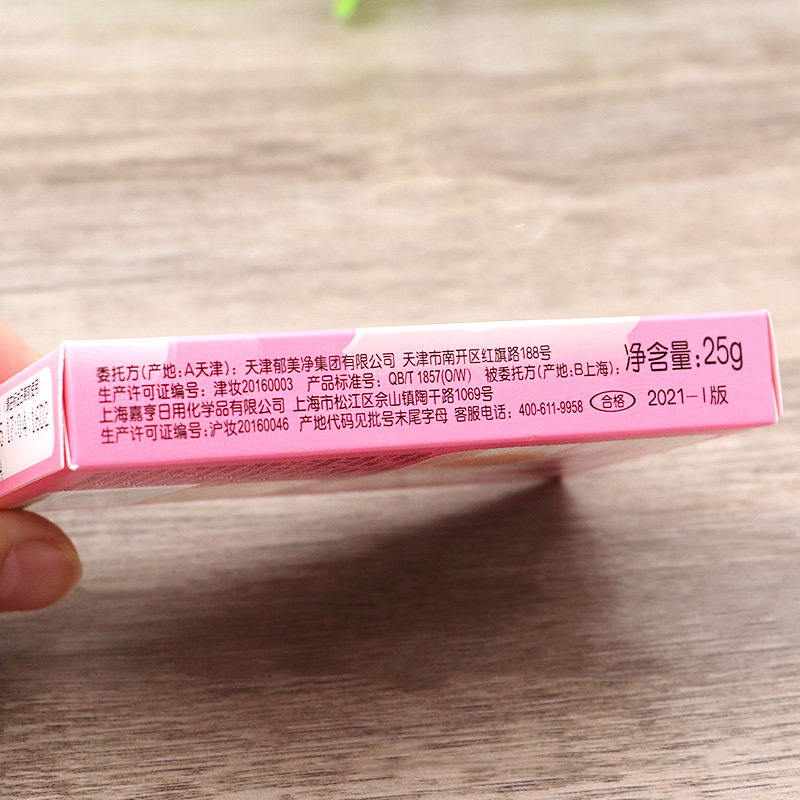 委托方(产地:A天津):天津郁美净集团有限公司 天津市南开区红旗路188号
生产许可证编号:津妆20160003 产品标准号:QB/T 1857(O/W) 被委托方(产地:B上海):
上海嘉亨日用化学品有限公司 上海市松江区佘山镇陶干路1069号
生产许可证编号:沪妆20160046 产地代码见批号末尾字母 客服电话:400-611-9958
合格
净含量:25g
2021-I版